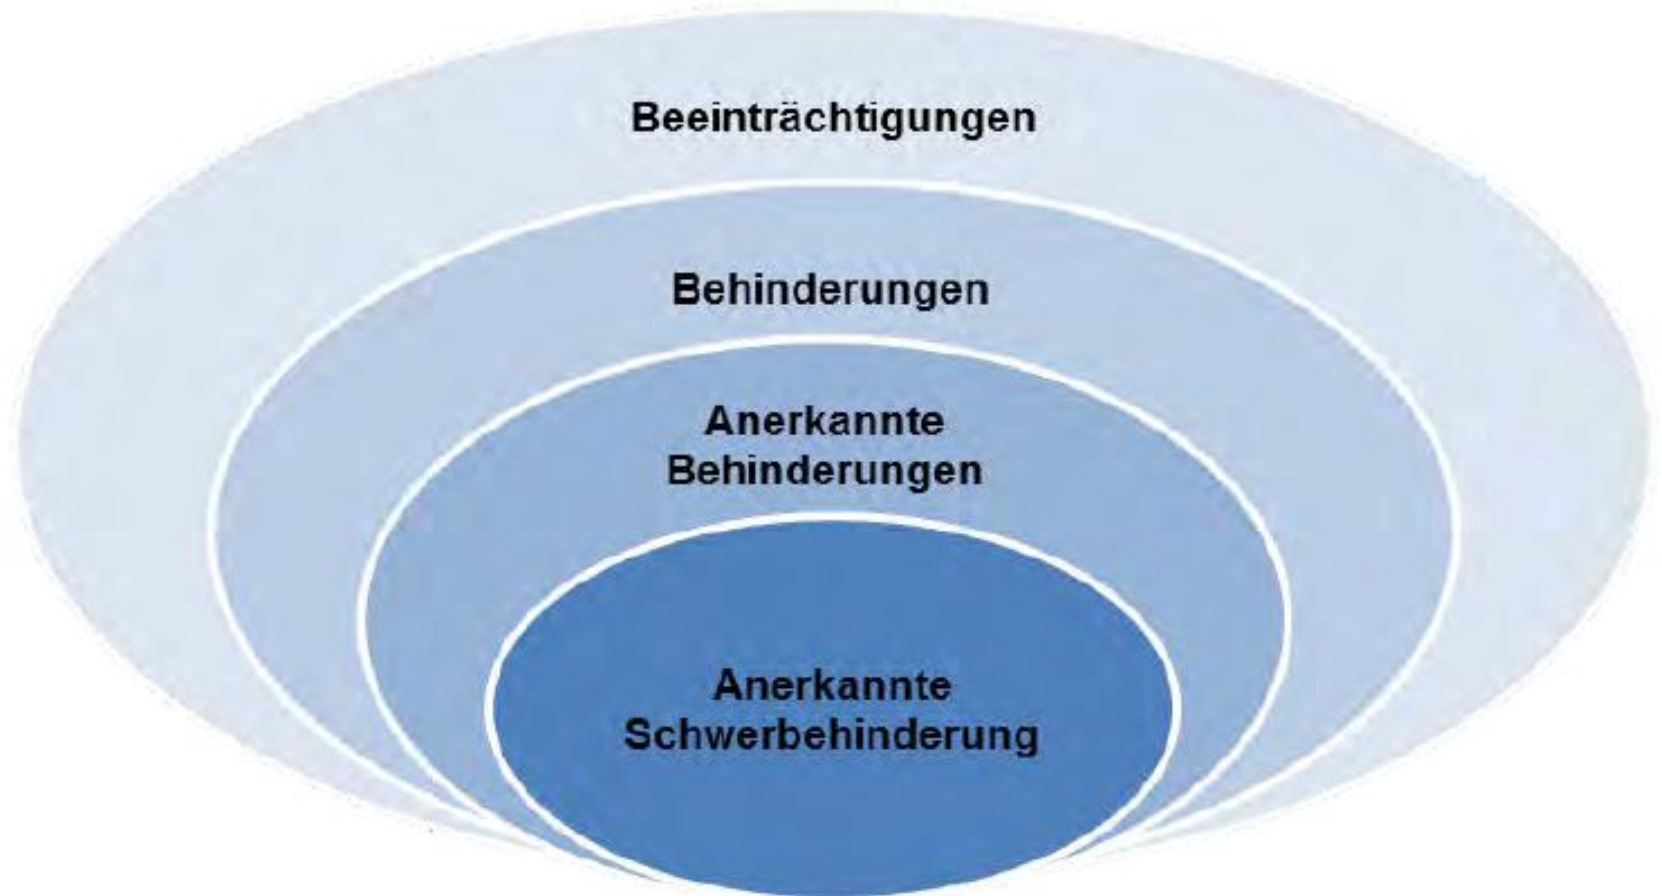 Beeinträchtigungen
Behinderungen
Anerkannte
Behinderungen
Anerkannte
Schwerbehinderung